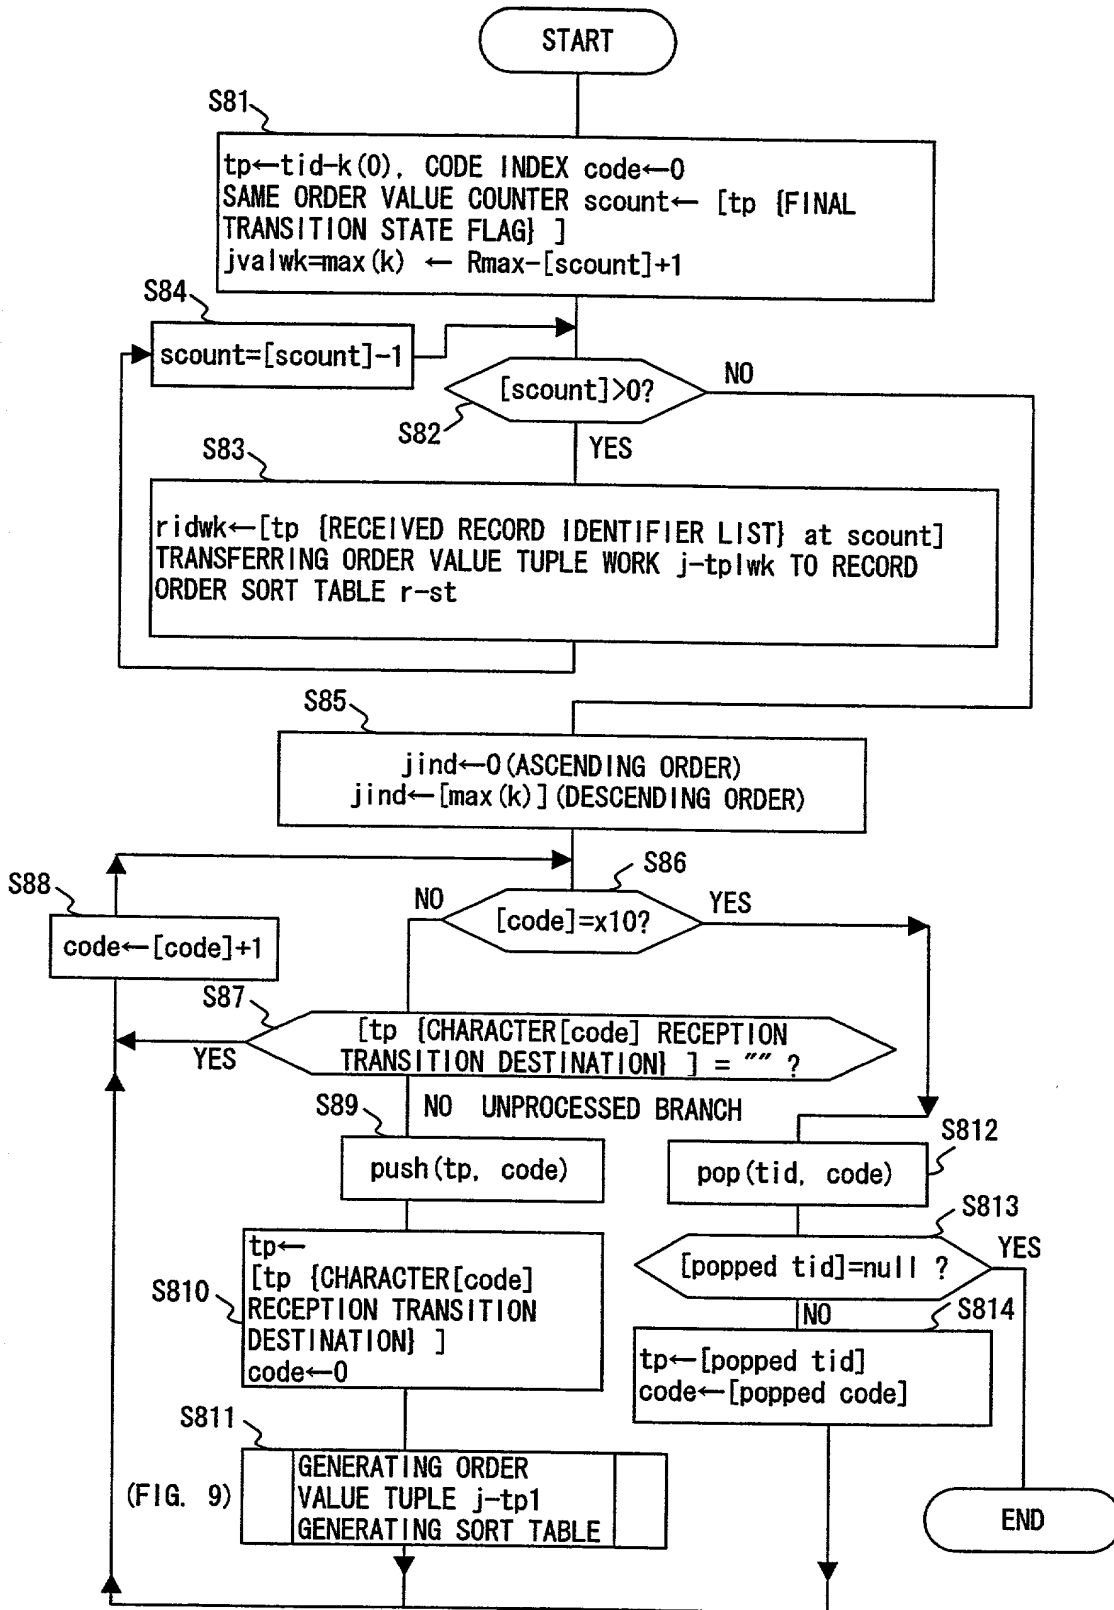 START
S81
tp←tid-k(0), CODE INDEX code←0
SAME ORDER VALUE COUNTER scount← [tp {FINAL
TRANSITION STATE FLAG} ]
jvalwk=max(k) ← Rmax-[scount]+1
S84
scount=[scount]-1
[scount]>0?
NO
S82
YES
S83
ridwk←[tp {RECEIVED RECORD IDENTIFIER LIST} at scount]
TRANSFERRING ORDER VALUE TUPLE WORK j-tplwk TO RECORD
ORDER SORT TABLE r-st
S85
jind←0(ASCENDING ORDER)
jind←[max(k)](DESCENDING ORDER)
S86
S88
NO
[code]=x10?
YES
code←[code]+1
S87
[tp {CHARACTER[code] RECEPTION
TRANSITION DESTINATION} ] = "" ?
YES
NO UNPROCESSED BRANCH
S89
push(tp, code)
S812
pop(tid, code)
S813
[popped tid]=null ?
YES
NO
S810
tp←
[tp {CHARACTER[code]
RECEPTION TRANSITION
DESTINATION} ]
code←0
S814
tp←[popped tid]
code←[popped code]
S811
(FIG. 9)
GENERATING ORDER
VALUE TUPLE j-tp1
GENERATING SORT TABLE
END